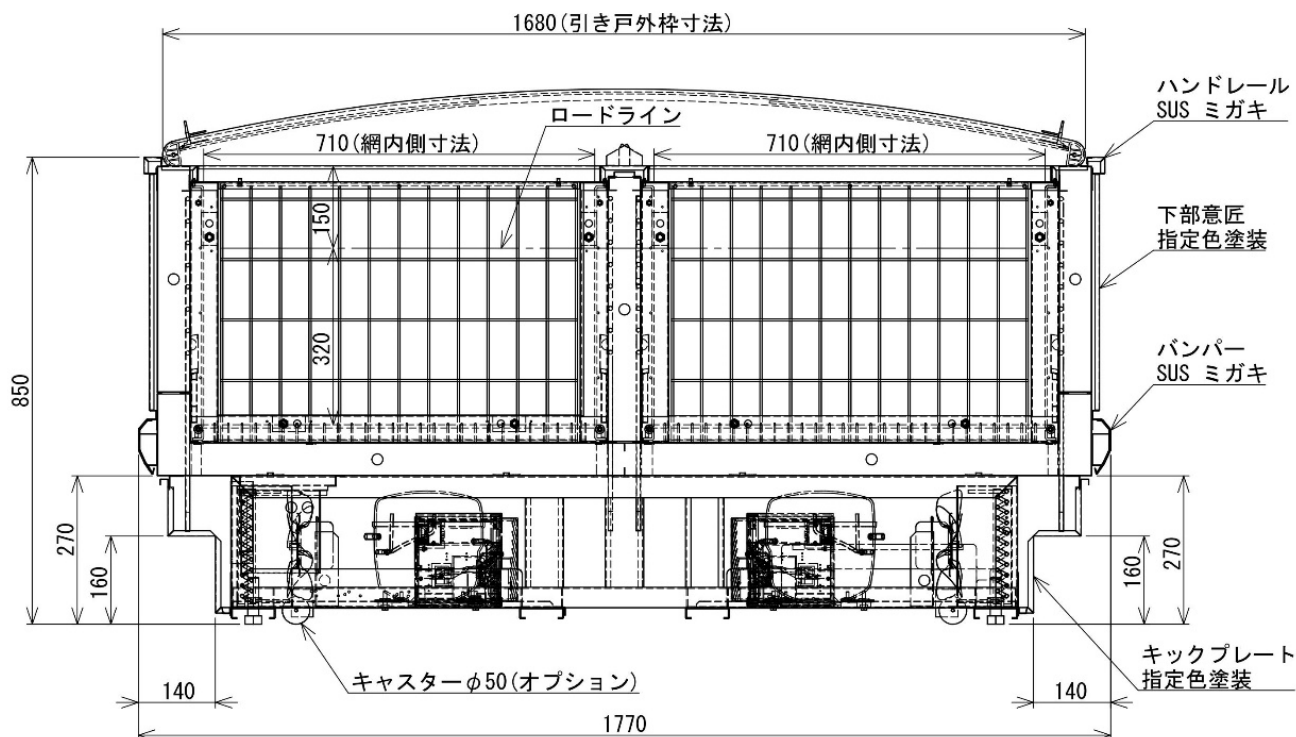 1680(引き戸外枠寸法)
ハンドレール
SUS ミガキ
ロードライン
710(網内側寸法)
710(網内側寸法)
150
下部意匠
指定色塗装
320
850
バンパー
SUS ミガキ
270
160
160
270
キックプレート
指定色塗装
キャスターφ50(オプション)
140
140
1770